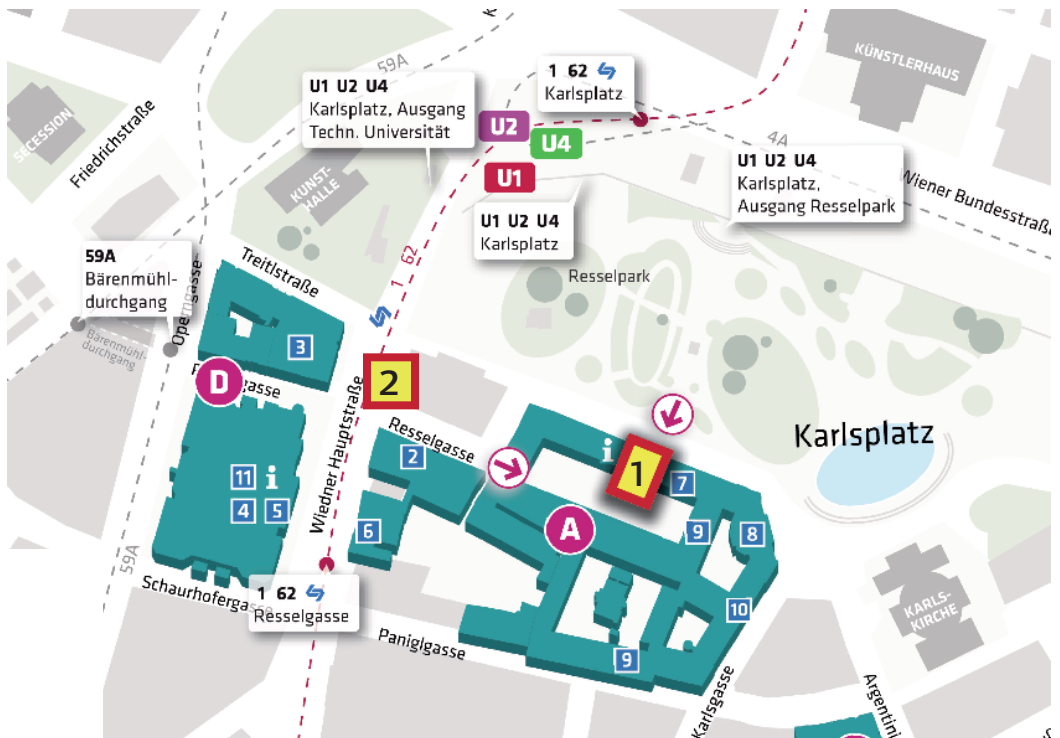 59A
KÜNSTLERHAUS
SECESSION
Friedrichstraße
U1 U2 U4
Karlsplatz, Ausgang
Techn. Universität
1 62
Karlsplatz
U2
U4
U1
4A
Wiener Bundesstraße
KUNST-
HALLE
U1 U2 U4
Karlsplatz,
Ausgang Resselpark
U1 U2 U4
Karlsplatz
59A
Bärenmühl-
durchgang
Operngasse
Treitlstraße
1 62
Resselpark
Bärenmühl-
durchgang
3
D
gasse
2
Wiedner Hauptstraße
Resselgasse
2
i
1
7
Karlsplatz
11
i
4
5
6
A
9
8
59A
Schaurhofergasse
1 62
Resselgasse
Paniglgasse
10
9
KARLS-
KIRCHE
Karlsgasse
Argentini